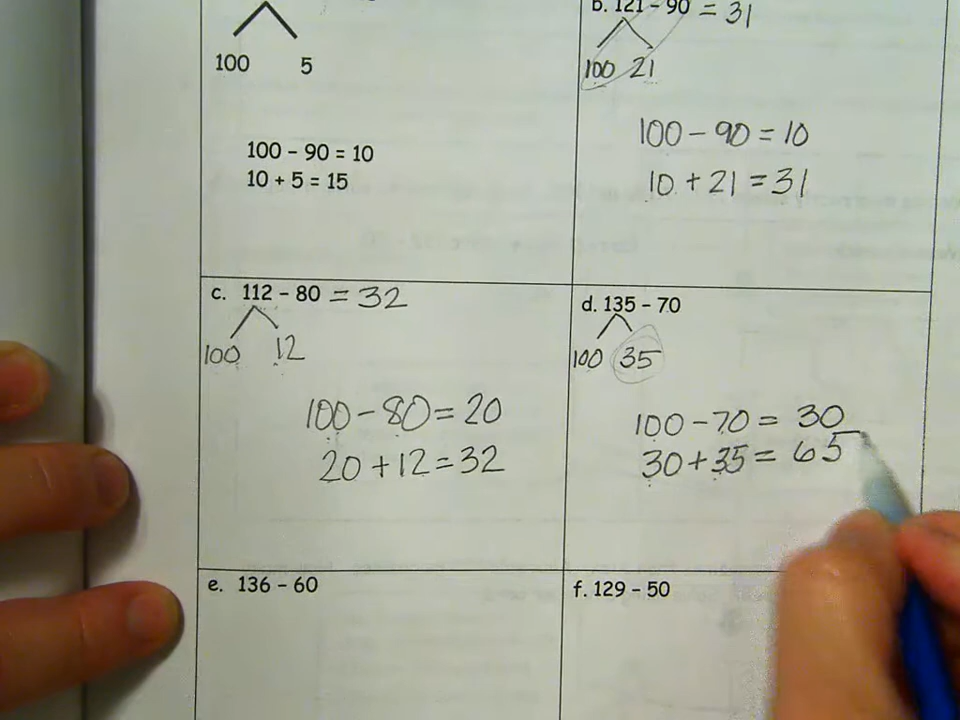 100 5
100 - 90 = 10
10 + 5 = 15
b. 121 - 90 = 31
100 21
100 - 90 = 10
10 + 21 = 31
c. 112 - 80 = 32
100 12
100 - 80 = 20
20 + 12 = 32
d. 135 - 70
100 35
100 - 70 = 30
30 + 35 = 65
e. 136 - 60
f. 129 - 50